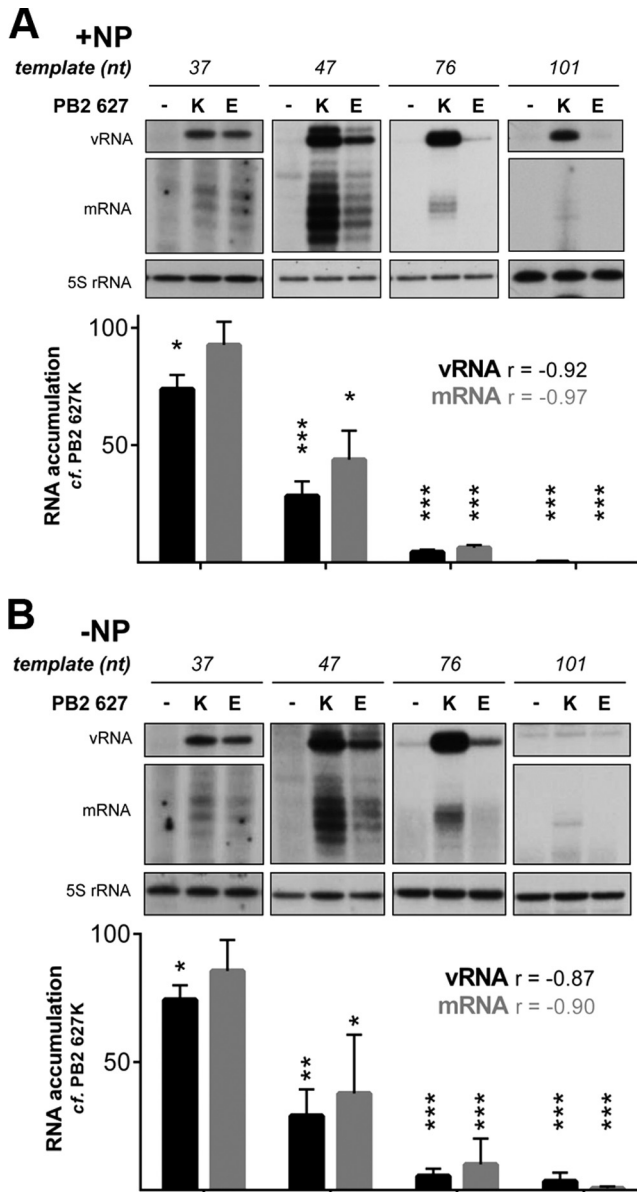 A
+NP
template (nt) 37 47 76 101
PB2 627 - K E - K E - K E - K E
vRNA
mRNA
5S rRNA
100
50
RNA accumulation
cf. PB2 627K
vRNA r = -0.92
mRNA r = -0.97
* *** * *** *** *** ***
B
-NP
template (nt) 37 47 76 101
PB2 627 - K E - K E - K E - K E
vRNA
mRNA
5S rRNA
100
50
RNA accumulation
cf. PB2 627K
vRNA r = -0.87
mRNA r = -0.90
* ** * *** *** *** ***